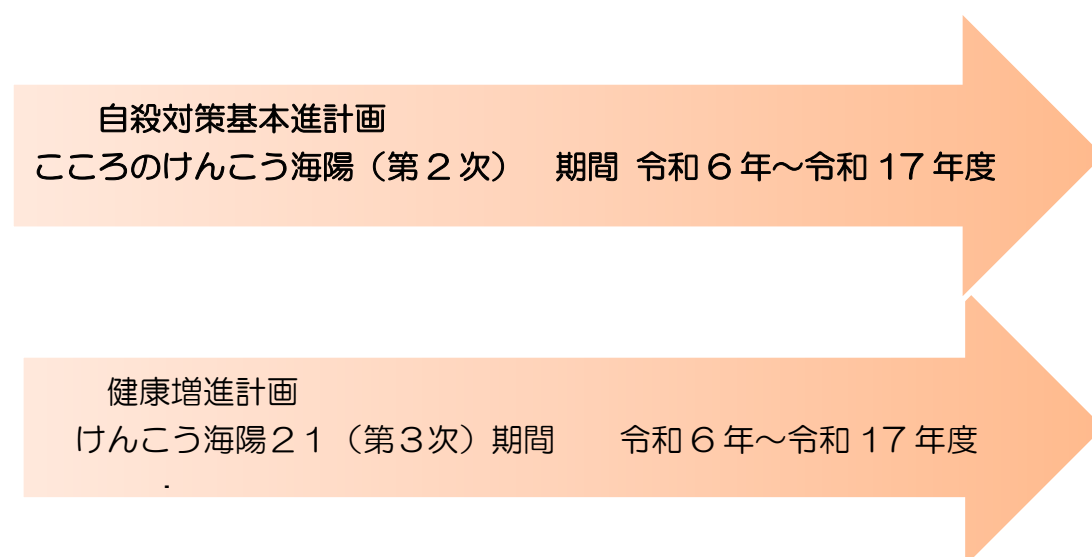 自殺対策基本進計画
こころのけんこう海陽（第２次）　期間 令和６年～令和 17 年度
健康増進計画
けんこう海陽２１（第３次）期間　　令和６年～令和 17 年度
.